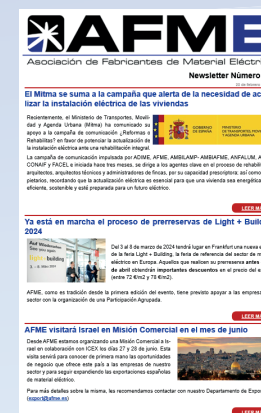 AFME
Asociación de Fabricantes de Material Eléctri
Newsletter Número
El Mitma se suma a la campaña que alerta de la necesidad de ac
lizar la instalación eléctrica de las viviendas
Recientemente, el Ministerio de Transportes, Movili-
dad y Agenda Urbana (Mitma) ha comunicado su
apoyo a la campaña de comunicación ¿Reformas o
Rehabilitas? en favor de potenciar la actualización de
la instalación eléctrica ante una rehabilitación integral.
GOBIERNO
DE ESPAÑA
MINISTERIO
DE TRANSPORTES, MOVI
Y AGENDA URBANA
La campaña de comunicación impulsada por ADIME, AFME, AMBILAMP- AMBIAFME, ANFALUM, A
CONAIF y FACEL e iniciada hace tres meses, se dirige a los agentes clave en el proceso de rehabili
arquitectos, arquitectos técnicos y administradores de fincas, por su capacidad prescriptora; así como
pietarios, recordando que la actualización eléctrica es esencial para que una vivienda sea energética
eficiente, sostenible y esté preparada para un futuro eléctrico.
LEER MÁ
Ya está en marcha el proceso de prerreservas de Light + Buil
2024
light+building
Del 3 al 8 de marzo de 2024 tendrá lugar en Frankfurt una nueva e
de la feria Light + Building, la feria de referencia del sector de m
eléctrico en Europa. Aquellos que realicen su prerreserva antes
de abril obtendrán importantes descuentos en el precio del e
(entre 72 €/m2 y 78 €/m2).
AFME, como es tradición desde la primera edición del evento, tiene previsto apoyar a las empresa
sector con la organización de una Participación Agrupada.
LEER MÁ
AFME visitará Israel en Misión Comercial en el mes de junio
Desde AFME estamos organizando una Misión Comercial a Is-
rael en colaboración con ICEX los días 27 y 28 de junio. Esta
visita servirá para conocer de primera mano las oportunidades
de negocio que ofrece este país a las empresas de nuestro
sector y para seguir expandiendo las exportaciones españolas
de material eléctrico.
Para más detalles sobre la misma, les recomendamos contactar con nuestro Departamento de Expor
(export@afme.es)
LEER MÁ